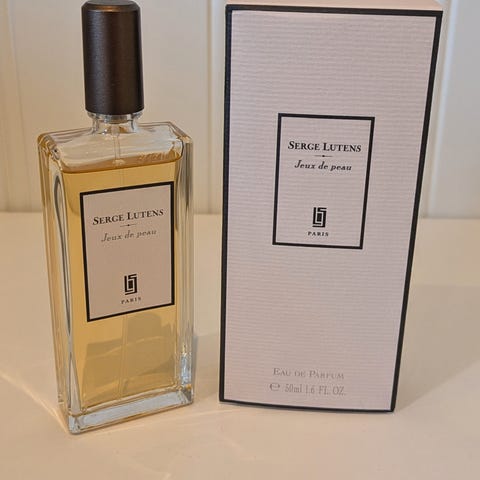 SERGE LUTENS
Jeux de peau
PARIS
SERGE LUTENS
Jeux de peau
PARIS
EAU DE PARFUM
℮ 50ml 1.6 FL. OZ.